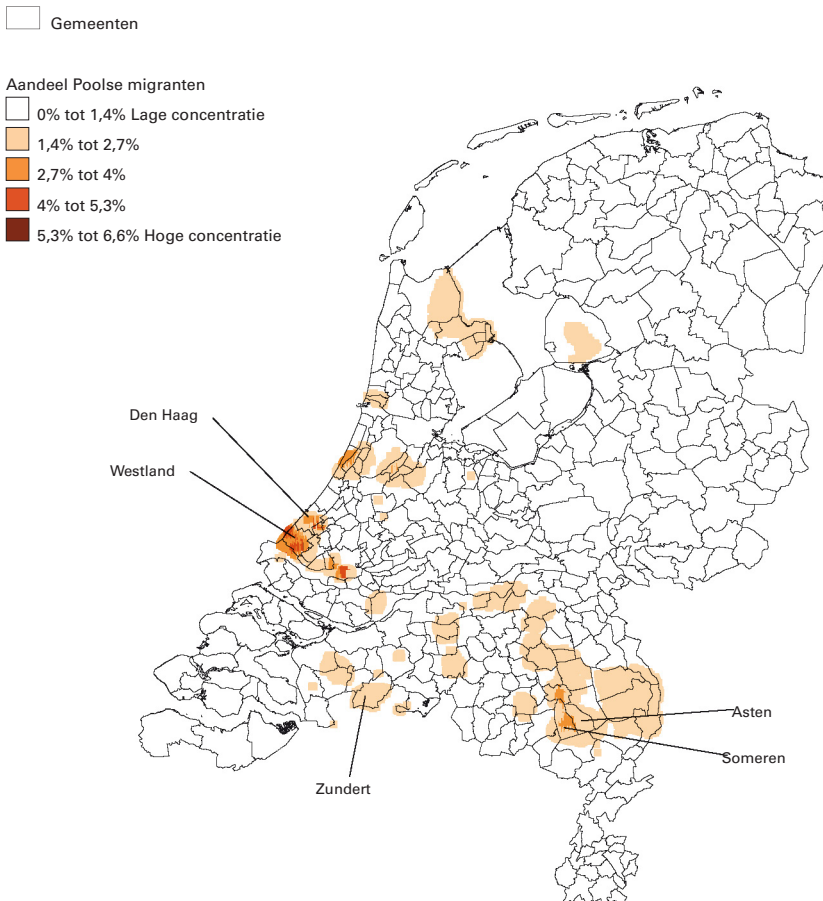 Gemeenten
Aandeel Poolse migranten
0% tot 1,4% Lage concentratie
1,4% tot 2,7%
2,7% tot 4%
4% tot 5,3%
5,3% tot 6,6% Hoge concentratie
Den Haag
Westland
Asten
Someren
Zundert